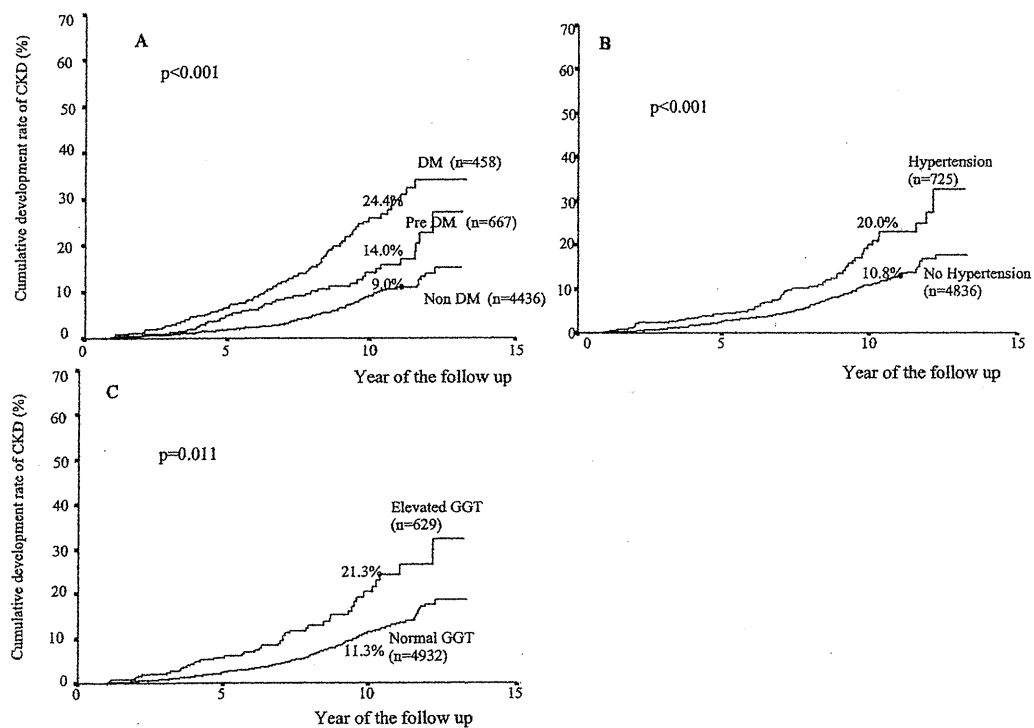 A
p<0.001
Cumulative development rate of CKD (%)
70
60
50
40
30
20
10
0
DM (n=458)
24.4%
Pre DM (n=667)
14.0%
9.0%
Non DM (n=4436)
0 5 10 15
Year of the follow up
B
p<0.001
70
60
50
40
30
20
10
0
Hypertension
(n=725)
20.0%
10.8%
No Hypertension
(n=4836)
0 5 10 15
Year of the follow up
C
p=0.011
Cumulative development rate of CKD (%)
70
60
50
40
30
20
10
0
Elevated GGT
(n=629)
21.3%
Normal GGT
11.3%
(n=4932)
0 5 10 15
Year of the follow up